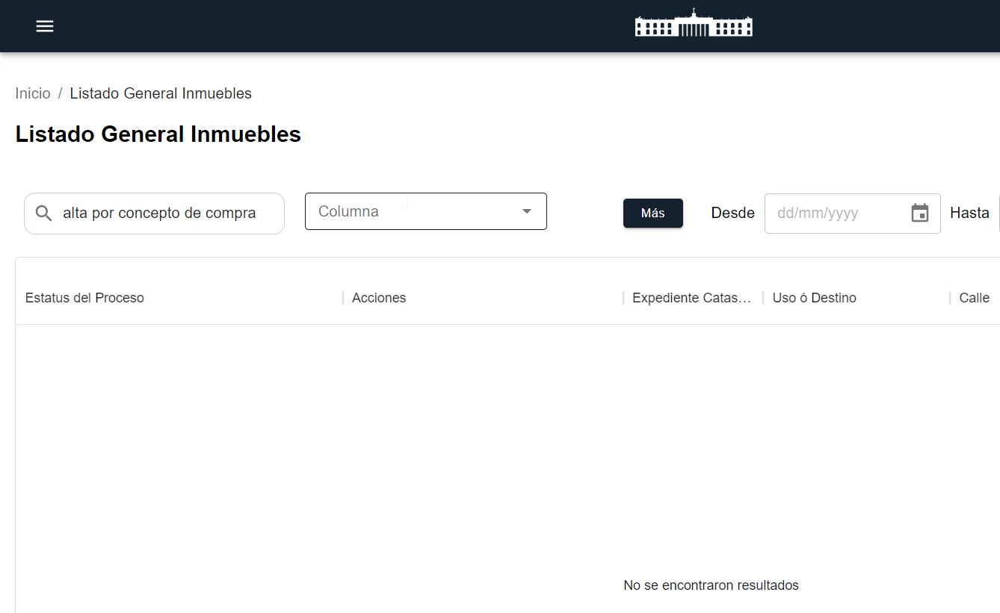 Inicio / Listado General Inmuebles
Listado General Inmuebles
alta por concepto de compra
Columna
Más
Desde
dd/mm/yyyy
Hasta
Estatus del Proceso
Acciones
Expediente Catas…
Uso ó Destino
Calle
No se encontraron resultados